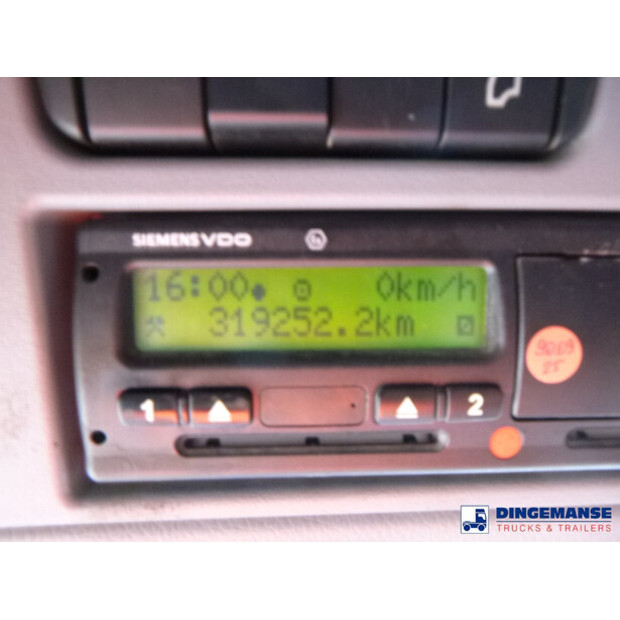 SIEMENS VDO
16:00 0km/h
319252.2km
1 2
DINGEMANSE
TRUCKS & TRAILERS